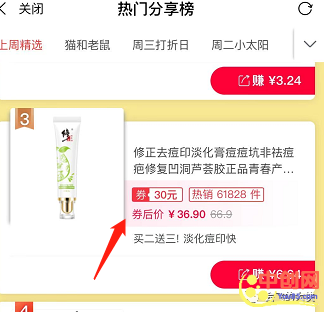 关闭
热门分享榜
上周精选 猫和老鼠 周三打折日 周二小太阳
赚 ¥3.24
3
修正去痘印淡化膏痘痘坑非祛痘
疤修复凹洞芦荟胶正品青春产…
券 30元 热销 61828 件
券后价 ¥ 36.90 66.9
买二送三! 淡化痘印快
赚 ¥6.64
4